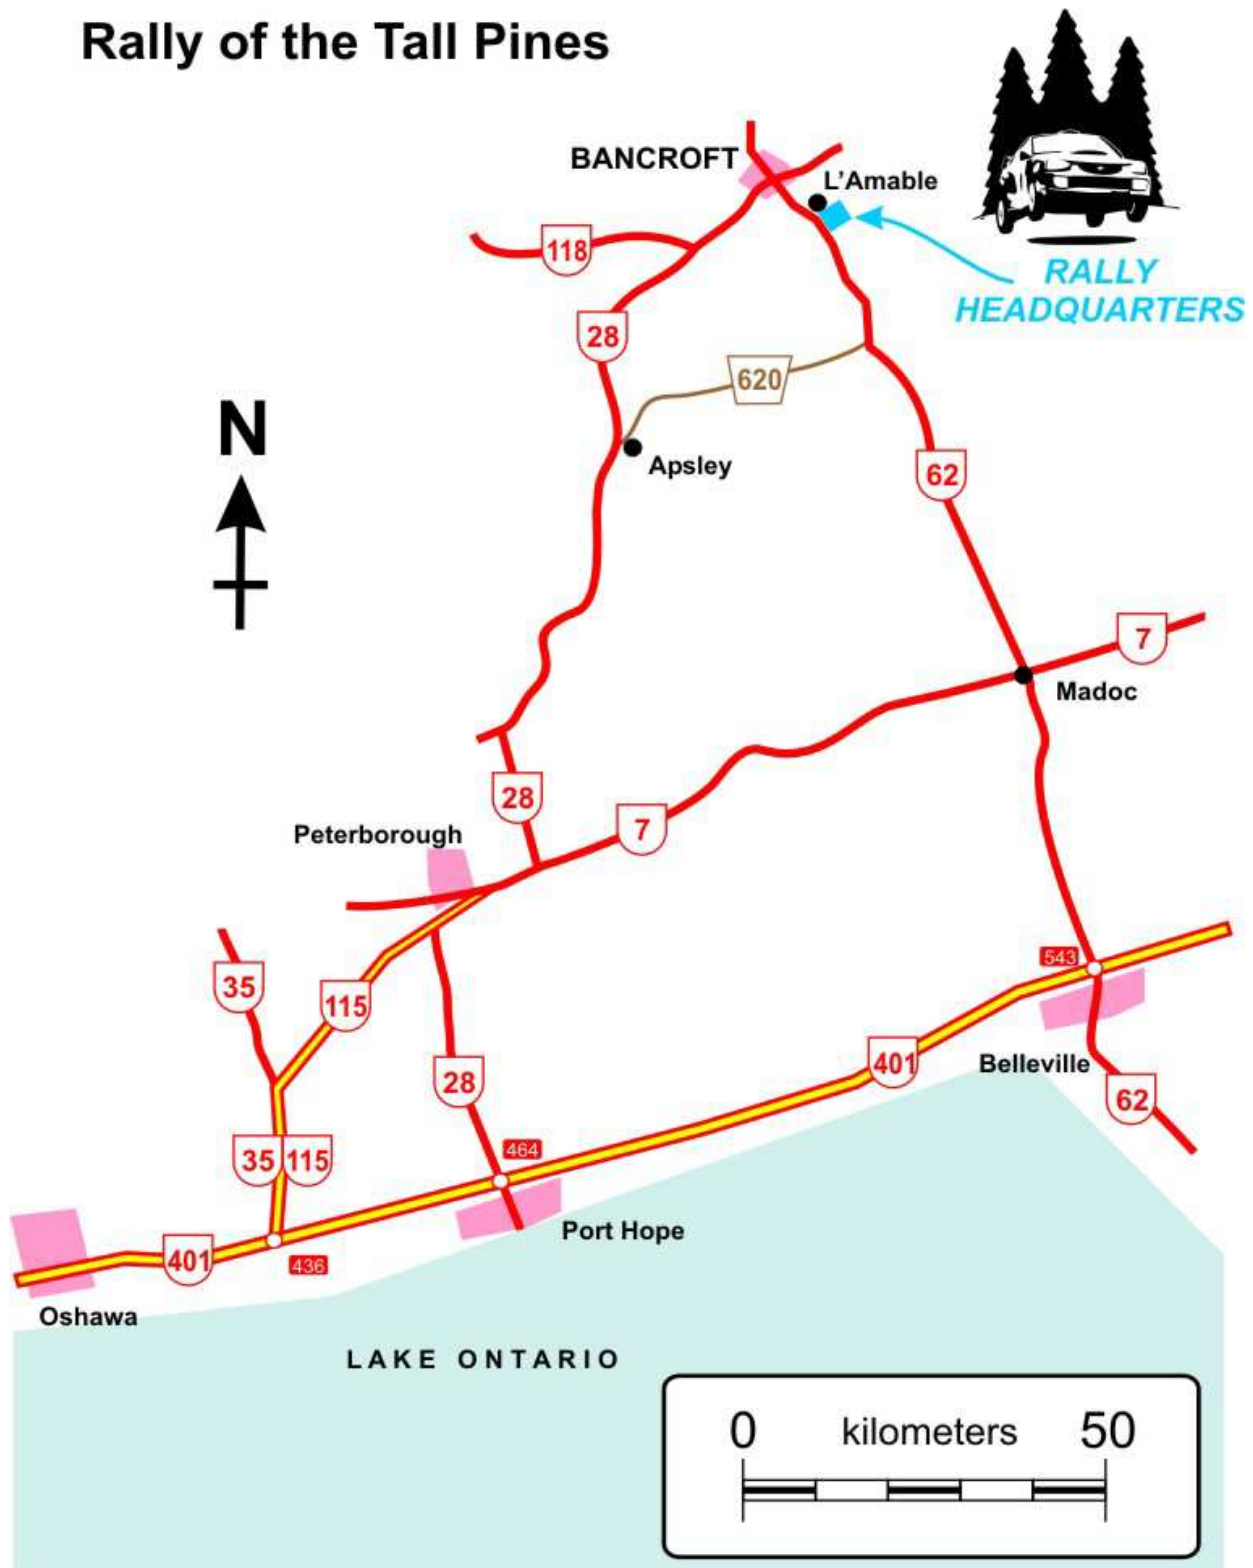 Rally of the Tall Pines
BANCROFT
L'Amable
118
RALLY
HEADQUARTERS
28
620
N
Apsley
62
7
Madoc
28
7
Peterborough
543
35
115
401
28
Belleville
62
464
35
115
Port Hope
401
436
Oshawa
LAKE ONTARIO
0 kilometers 50